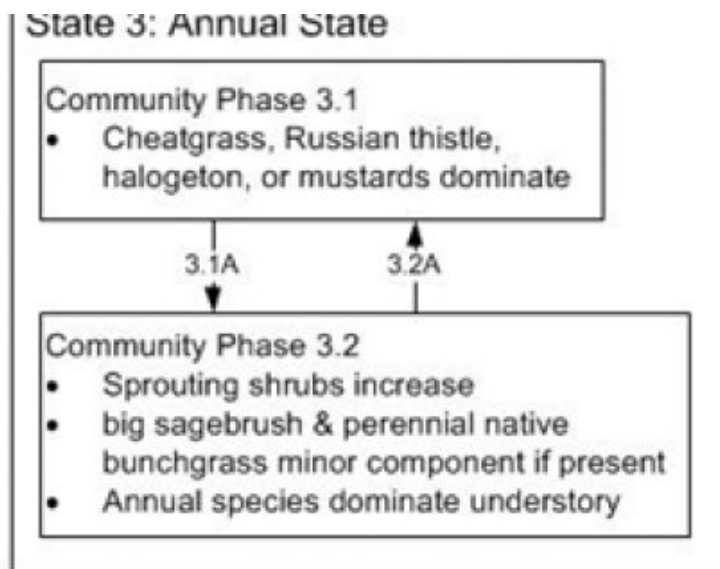 State 3: Annual State
Community Phase 3.1
• Cheatgrass, Russian thistle,
halogeton, or mustards dominate
3.1A 3.2A
Community Phase 3.2
• Sprouting shrubs increase
• big sagebrush & perennial native
bunchgrass minor component if present
• Annual species dominate understory